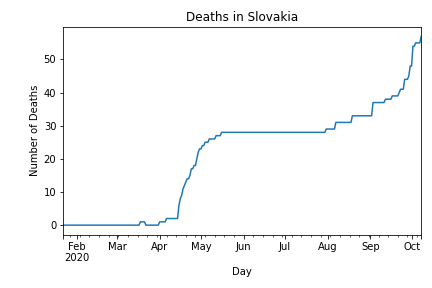 Deaths in Slovakia
Number of Deaths
50
40
30
20
10
0
Feb Mar Apr May Jun Jul Aug Sep Oct
2020
Day